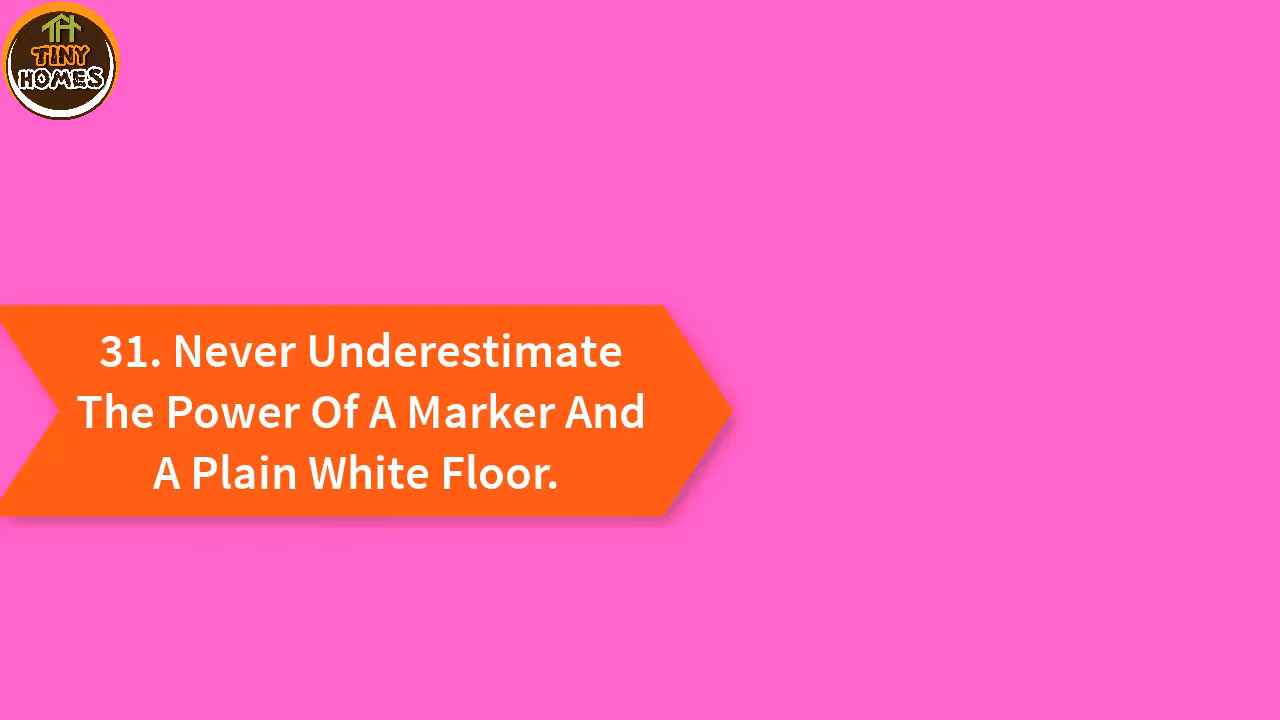 TINY
HOMES
31. Never Underestimate
The Power Of A Marker And
A Plain White Floor.